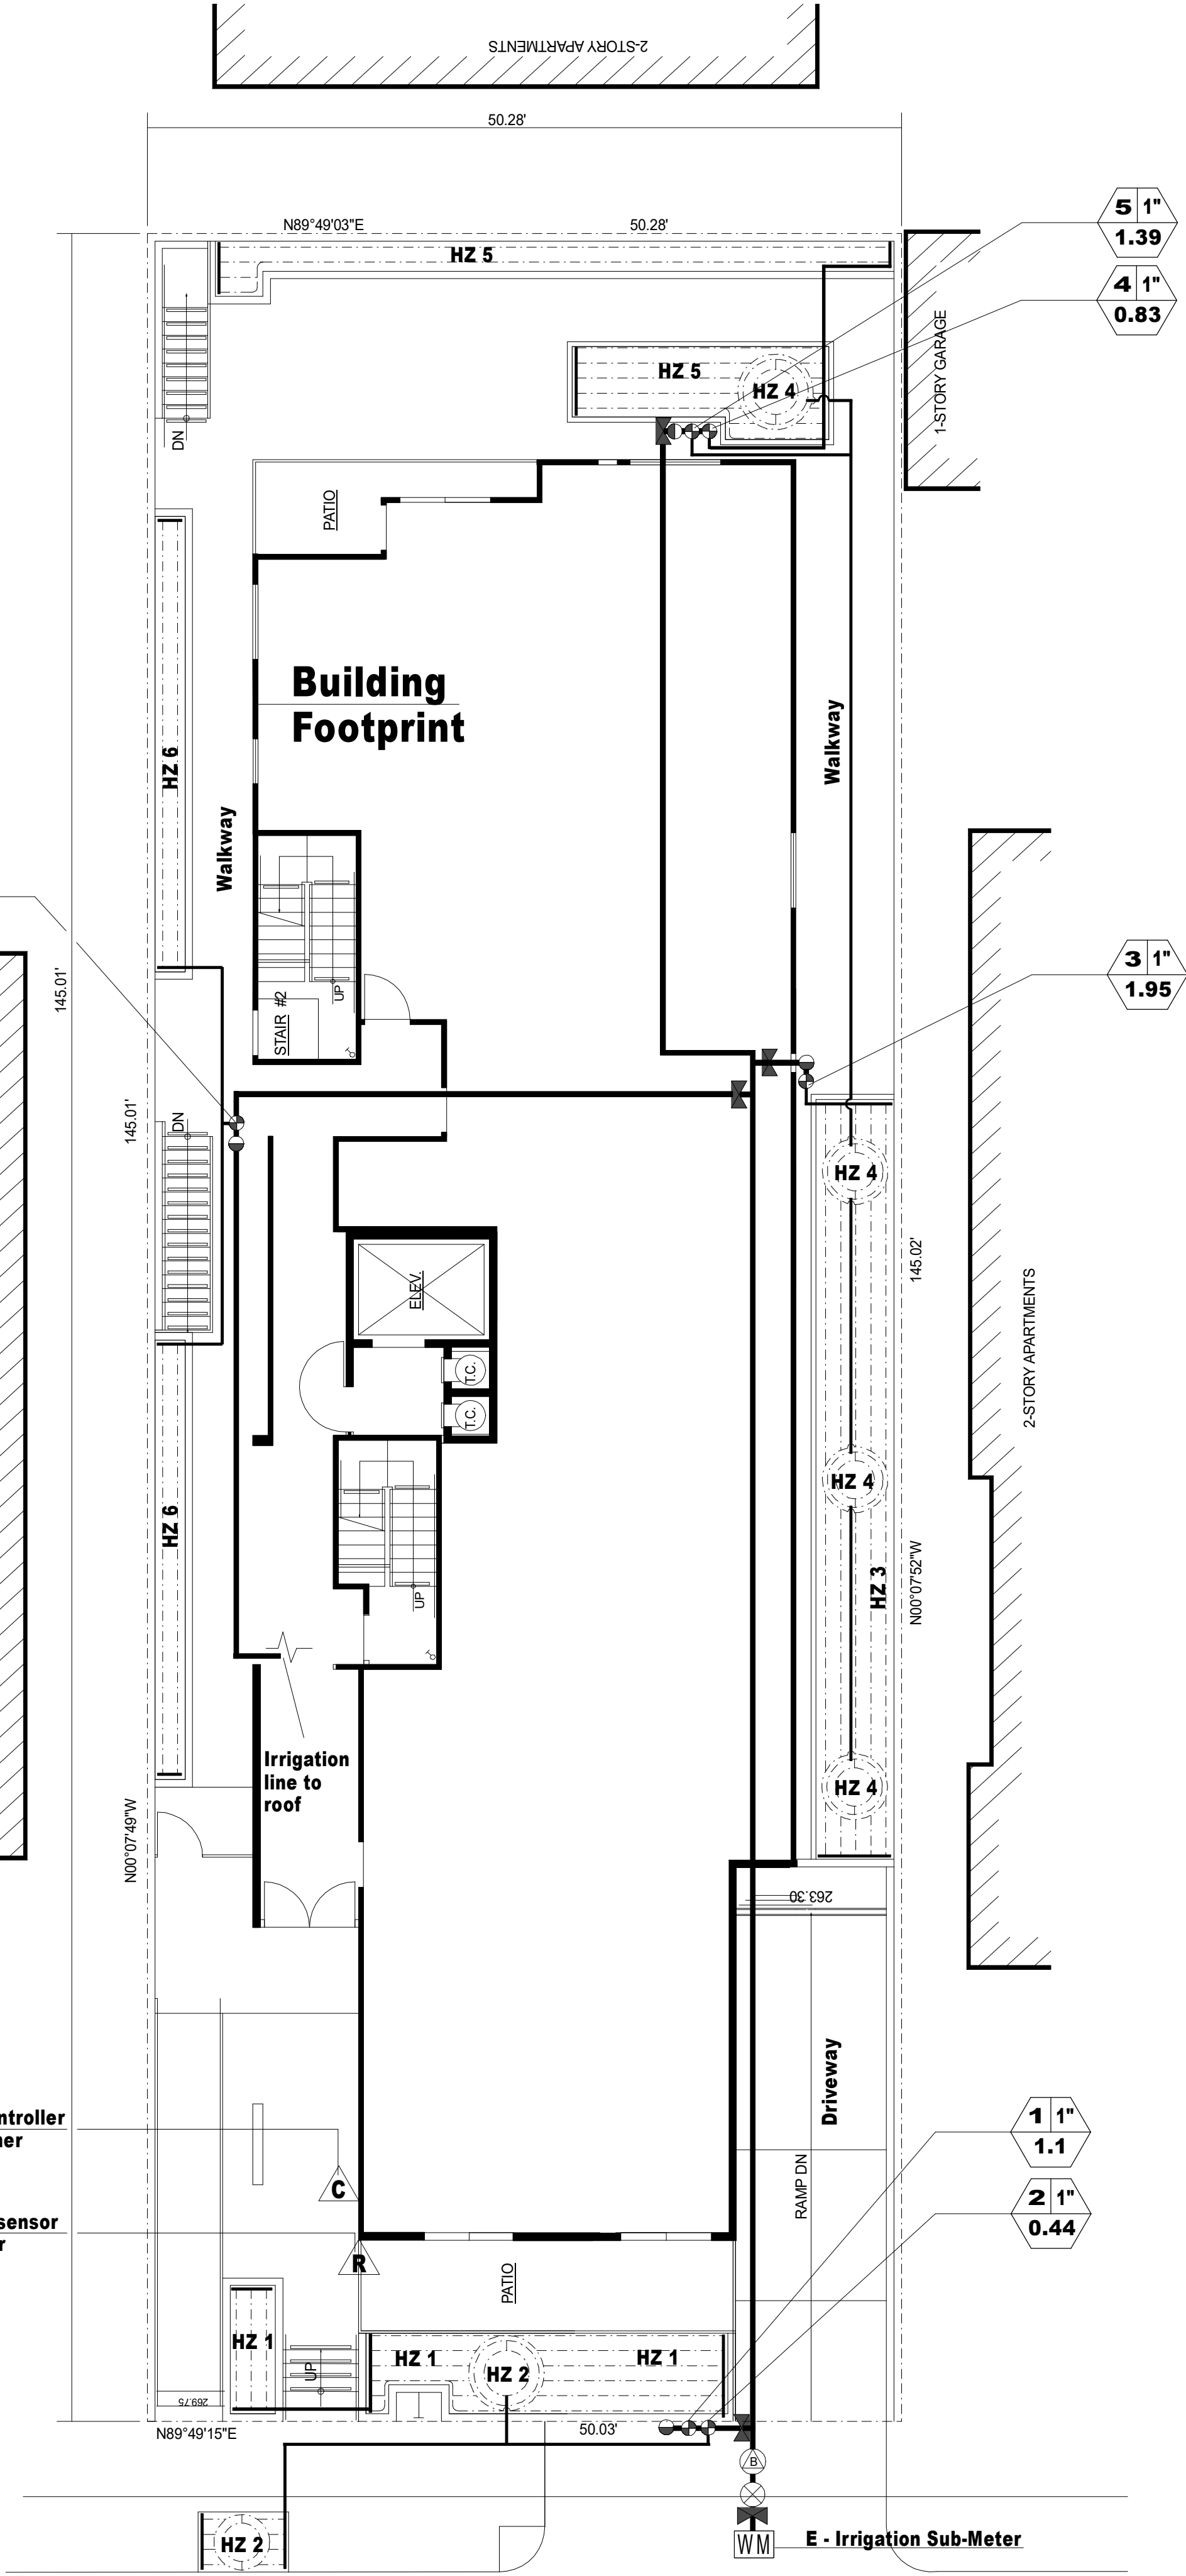 2-STORY APARTMENTS
50.28'
N89°49'03"E
50.28'
5 1"
1.39
4 1"
0.83
HZ 5
1-STORY GARAGE
HZ 5
HZ 4
DN
PATIO
Building
Footprint
HZ 6
Walkway
Walkway
STAIR #2
UP
145.01'
3 1"
1.95
145.01'
DN
HZ 4
ELEV.
145.02'
2-STORY APARTMENTS
T.C.
T.C.
HZ 4
HZ 6
UP
HZ 3
N00°07'52"W
Irrigation
line to
roof
HZ 4
N00°07'49"W
263.30
Driveway
ntroller
ner
C
RAMP DN
1 1"
1.1
2 1"
0.44
sensor
r
R
PATIO
HZ 1
UP
HZ 1
HZ 2
HZ 1
269.75
N89°49'15"E
50.03'
B
HZ 2
WM
E - Irrigation Sub-Meter